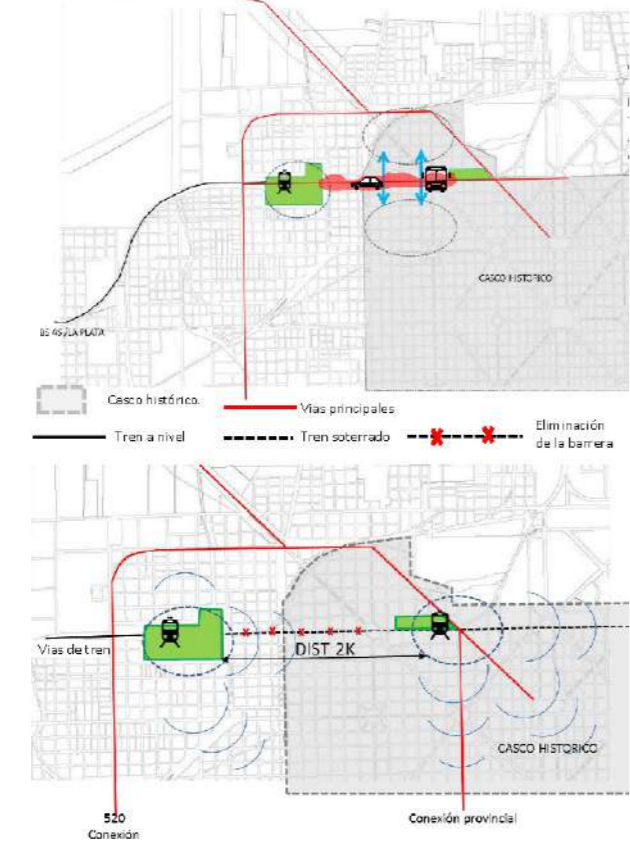 CASCO HISTORICO
BS AS/LA PLATA
Casco histórico.
Vias principales
Tren a nivel
Tren soterrado
Eliminación
de la barrera
Vias de tren
DIST 2K
CASCO HISTORICO
520
Conexión
Conexión provincial